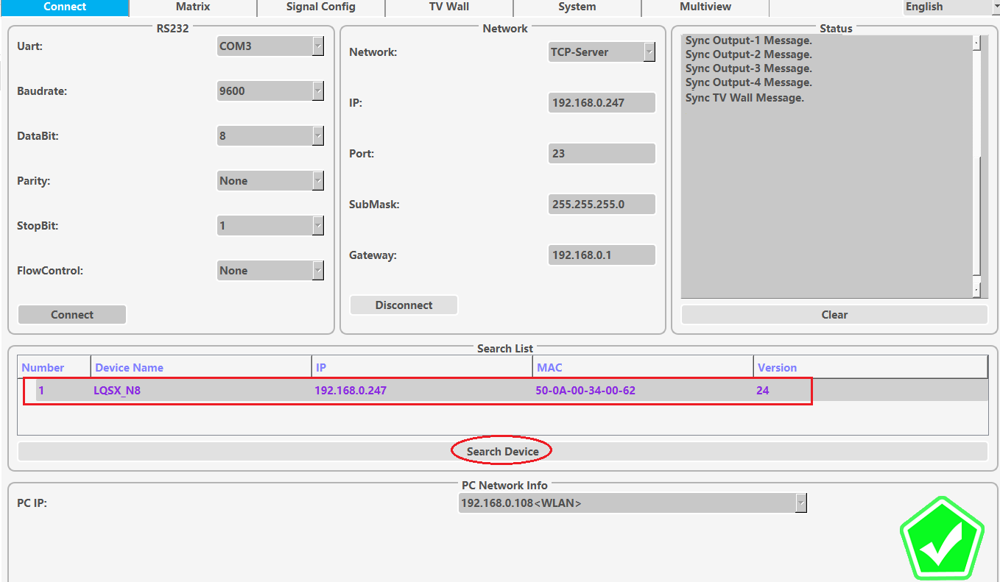 Connect Matrix Signal Config TV Wall System Multiview English
RS232
Uart: COM3
Baudrate: 9600
DataBit: 8
Parity: None
StopBit: 1
FlowControl: None
Connect
Network
Network: TCP-Server
IP: 192.168.0.247
Port: 23
SubMask: 255.255.255.0
Gateway: 192.168.0.1
Disconnect
Status
Sync Output-1 Message.
Sync Output-2 Message.
Sync Output-3 Message.
Sync Output-4 Message.
Sync TV Wall Message.
Clear
Search List
Number Device Name IP MAC Version
1 LQSX_N8 192.168.0.247 50-0A-00-34-00-62 24
Search Device
PC Network Info
PC IP: 192.168.0.108<WLAN>